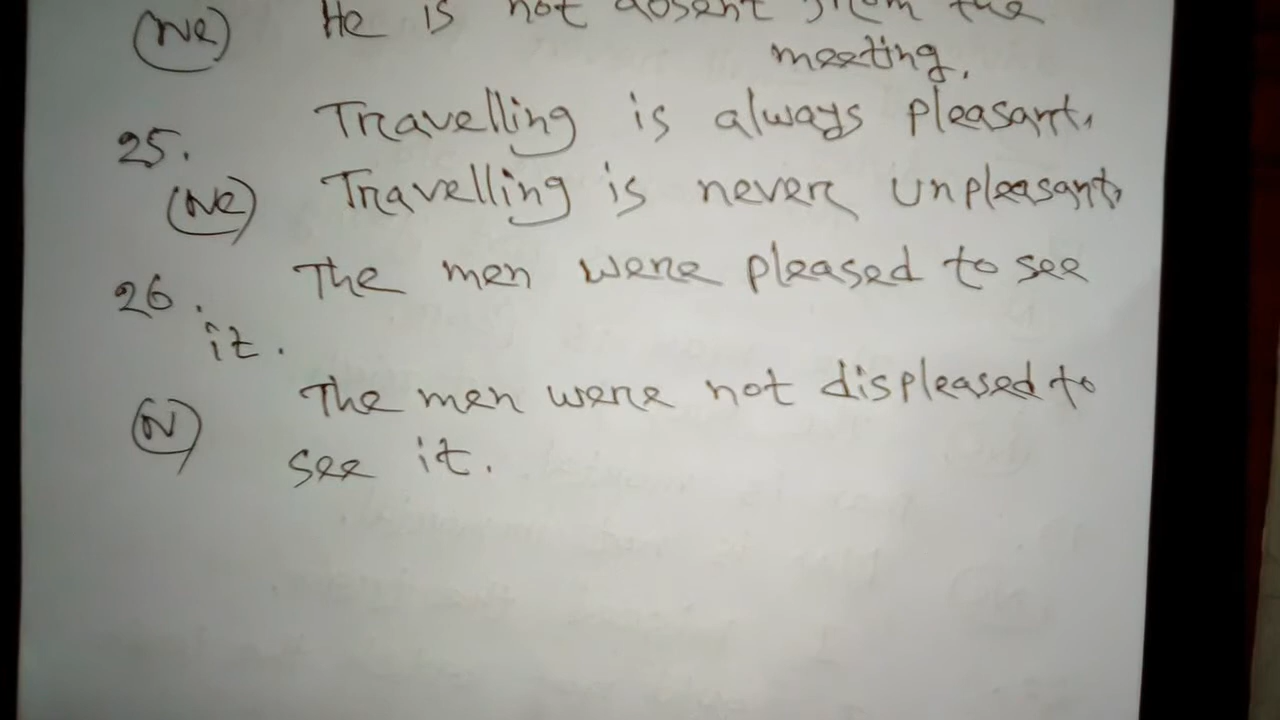 (Ne) He is not absent from the
meeting.
25. Travelling is always pleasant.
(Ne) Travelling is never unpleasant.
26. The men were pleased to see
it.
(N) The men were not displeased to
see it.